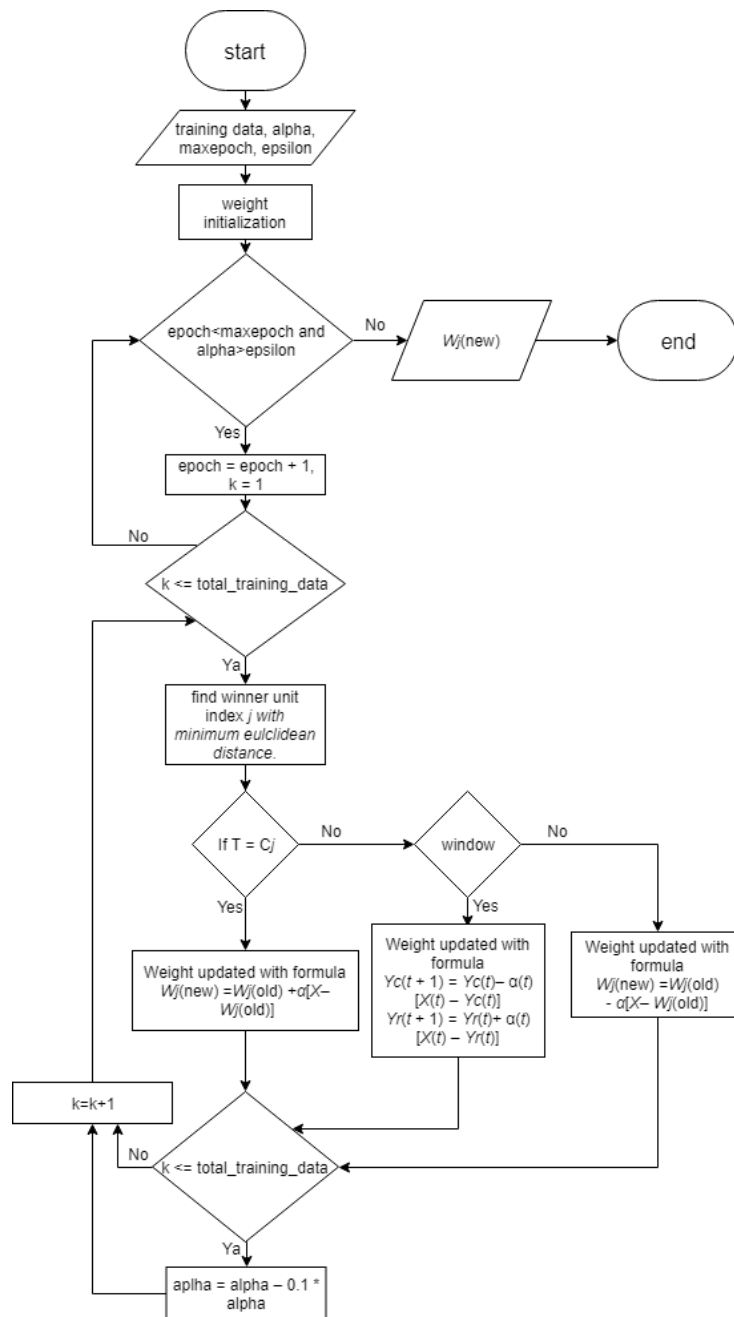 start
training data, alpha,
maxepoch, epsilon
weight
initialization
epoch<maxepoch and
alpha>epsilon
No
Wj(new)
end
Yes
epoch = epoch + 1,
k = 1
No
k <= total_training_data
Ya
find winner unit
index j with
minimum eulclidean
distance.
If T = Cj
No
window
No
Yes
Yes
Weight updated with formula
Wj(new) =Wj(old) +α[X–
Wj(old)]
Weight updated with
formula
Yc(t + 1) = Yc(t)– α(t)
[X(t) – Yc(t)]
Yr(t + 1) = Yr(t)+ α(t)
[X(t) – Yr(t)]
Weight updated with
formula
Wj(new) =Wj(old)
- α[X– Wj(old)]
k=k+1
No
k <= total_training_data
Ya
aplha = alpha – 0.1 *
alpha